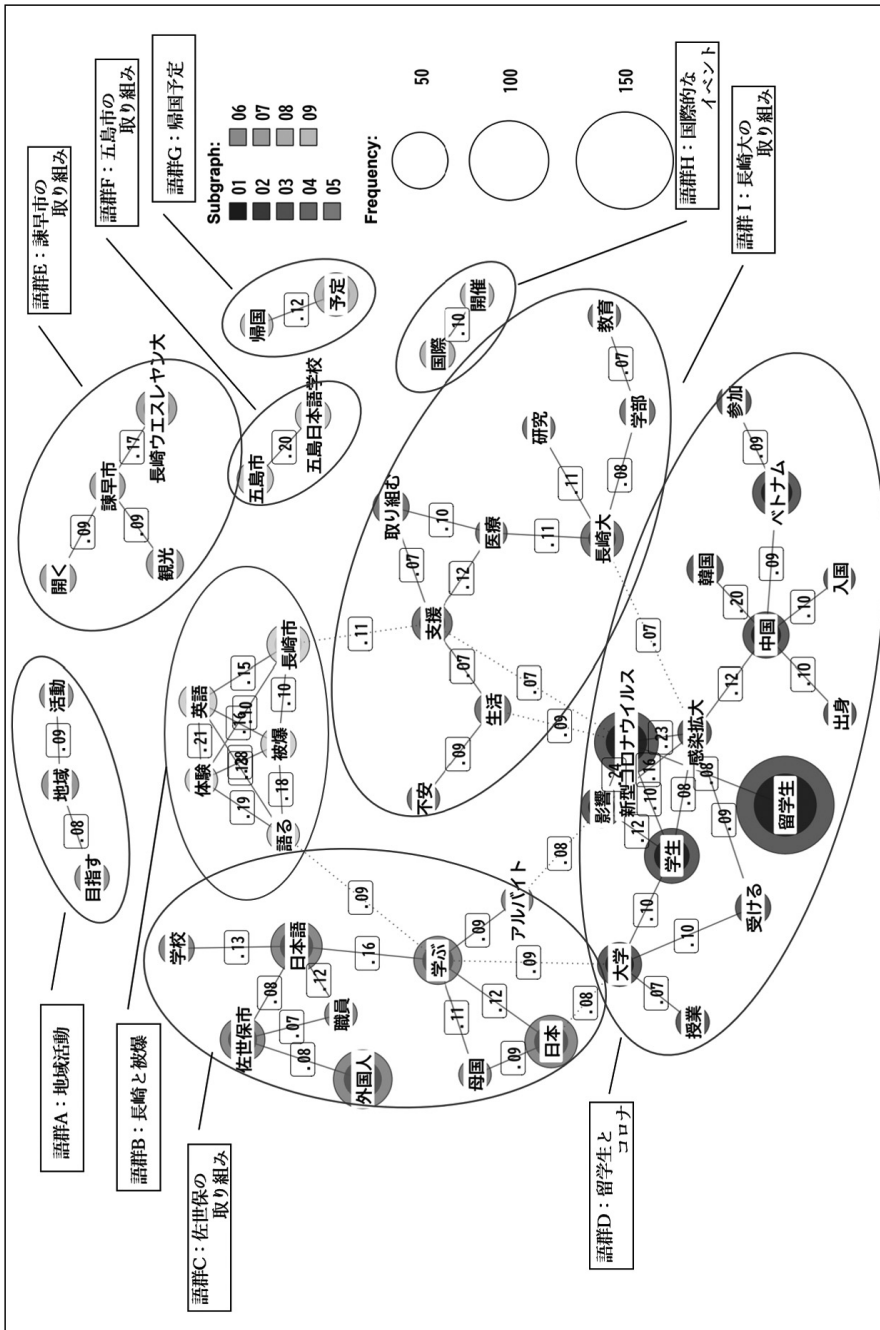 語群A：地域活動
語群B：長崎と被爆
語群C：佐世保の
取り組み
語群D：留学生と
コロナ
語群E：諫早市の
取り組み
語群F：五島市の
取り組み
語群G：帰国予定
語群H：国際的な
イベント
語群I：長崎大の
取り組み
Subgraph:
01
02
03
04
05
06
07
08
09
Frequency:
50
100
150
目指す
.08
地域
.09
活動
開く
.09
諫早市
.17
長崎ウエスレヤン大
.09
観光
五島市
.20
五島日本語学校
帰国
.12
予定
国際
.10
開催
語る
.19
体験
.21
英語
.15
長崎市
.10
被爆
.18
.16
.10
学校
.13
日本語
.08
佐世保市
.07
職員
.12
.08
外国人
.16
学ぶ
.09
アルバイト
.11
母国
.12
.09
日本
.09
.11
.08
.09
.08
取り組む
.10
.07
医療
.12
支援
.07
生活
.09
不安
.11
長崎大
.11
研究
.08
学部
.07
教育
.07
.09
.07
大学
.07
授業
.10
受ける
.10
学生
.12
影響
.24
新型コロナウイルス
.23
感染拡大
.16
.10
.08
.08
.09
留学生
.12
中国
.20
韓国
.09
ベトナム
.09
参加
.10
入国
.10
出身